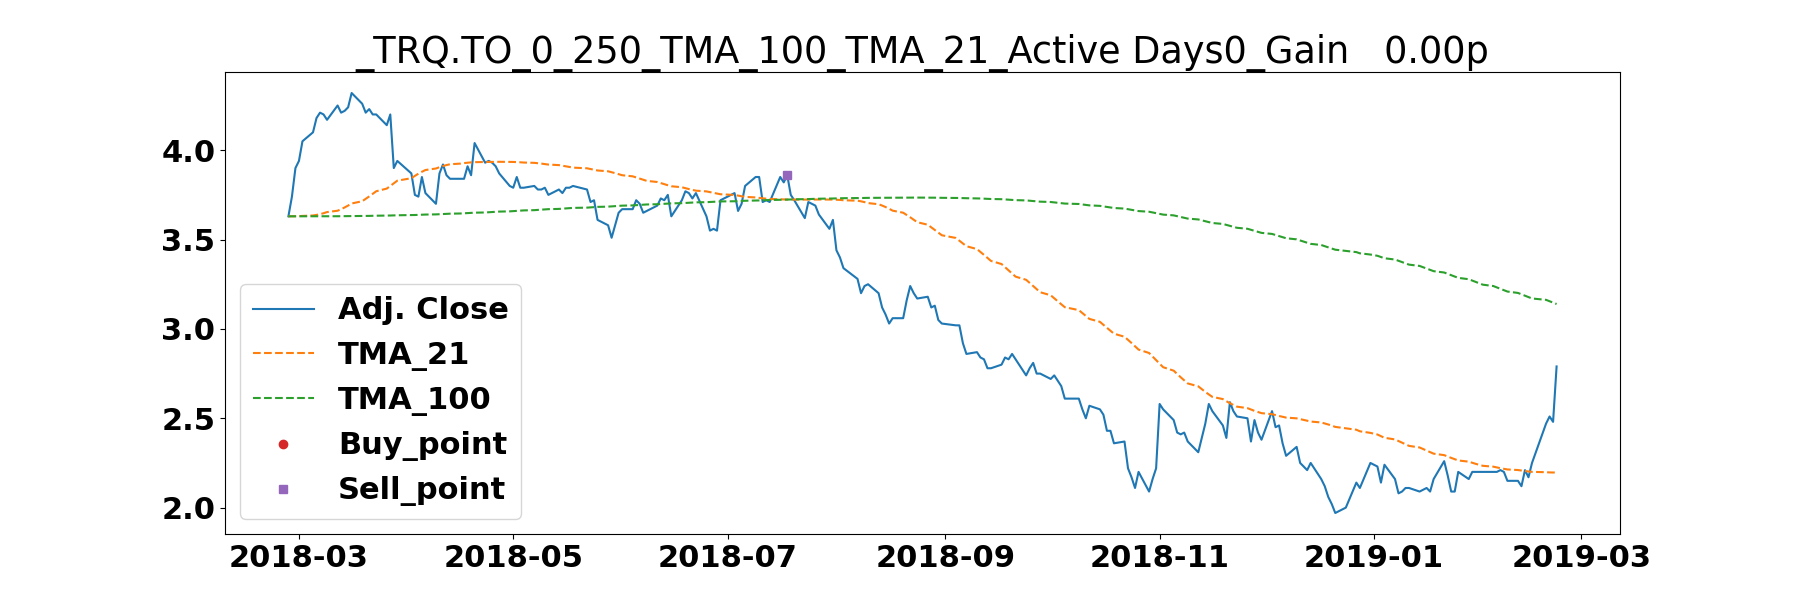 _TRQ.TO_0_250_TMA_100_TMA_21_Active Days0_Gain   0.00p
4.0
3.5
3.0
2.5
2.0
Adj. Close
TMA_21
TMA_100
Buy_point
Sell_point
2018-03 2018-05 2018-07 2018-09 2018-11 2019-01 2019-03